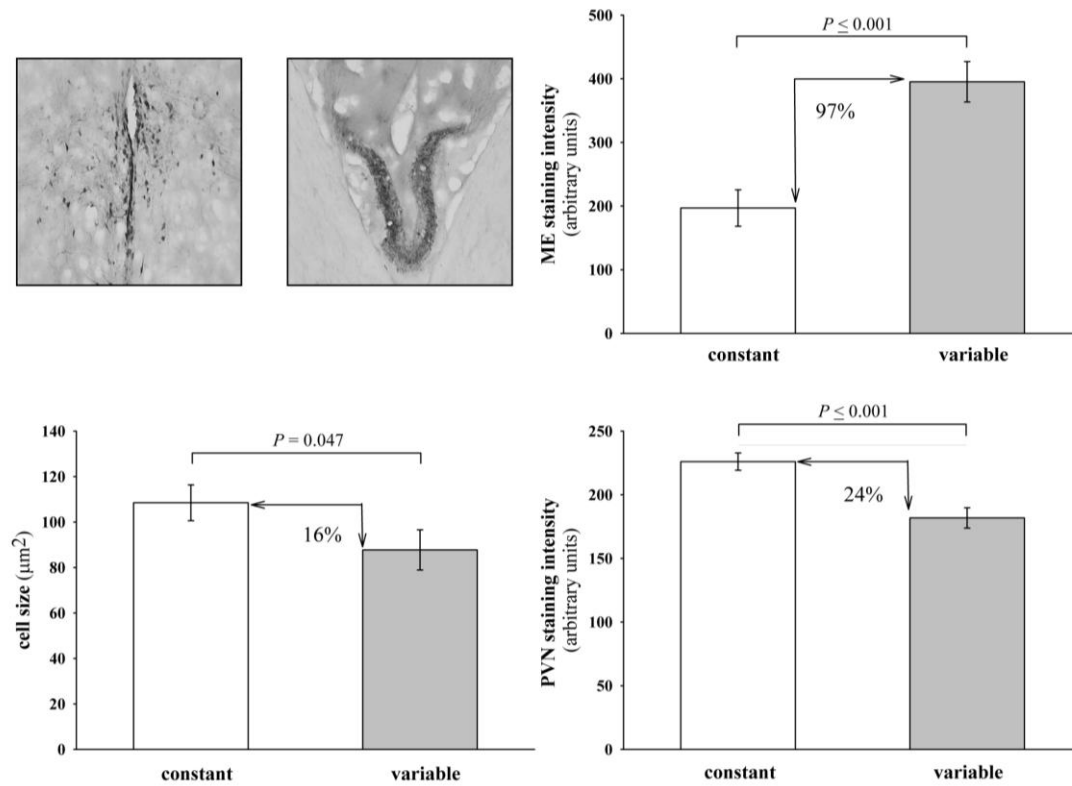 P ≤ 0.001
500
400
300
200
100
0
ME staining intensity
(arbitrary units)
97%
constant
variable
P = 0.047
140
120
100
80
60
40
20
0
cell size (μm²)
16%
constant
variable
P ≤ 0.001
250
200
150
100
50
0
PVN staining intensity
(arbitrary units)
24%
constant
variable